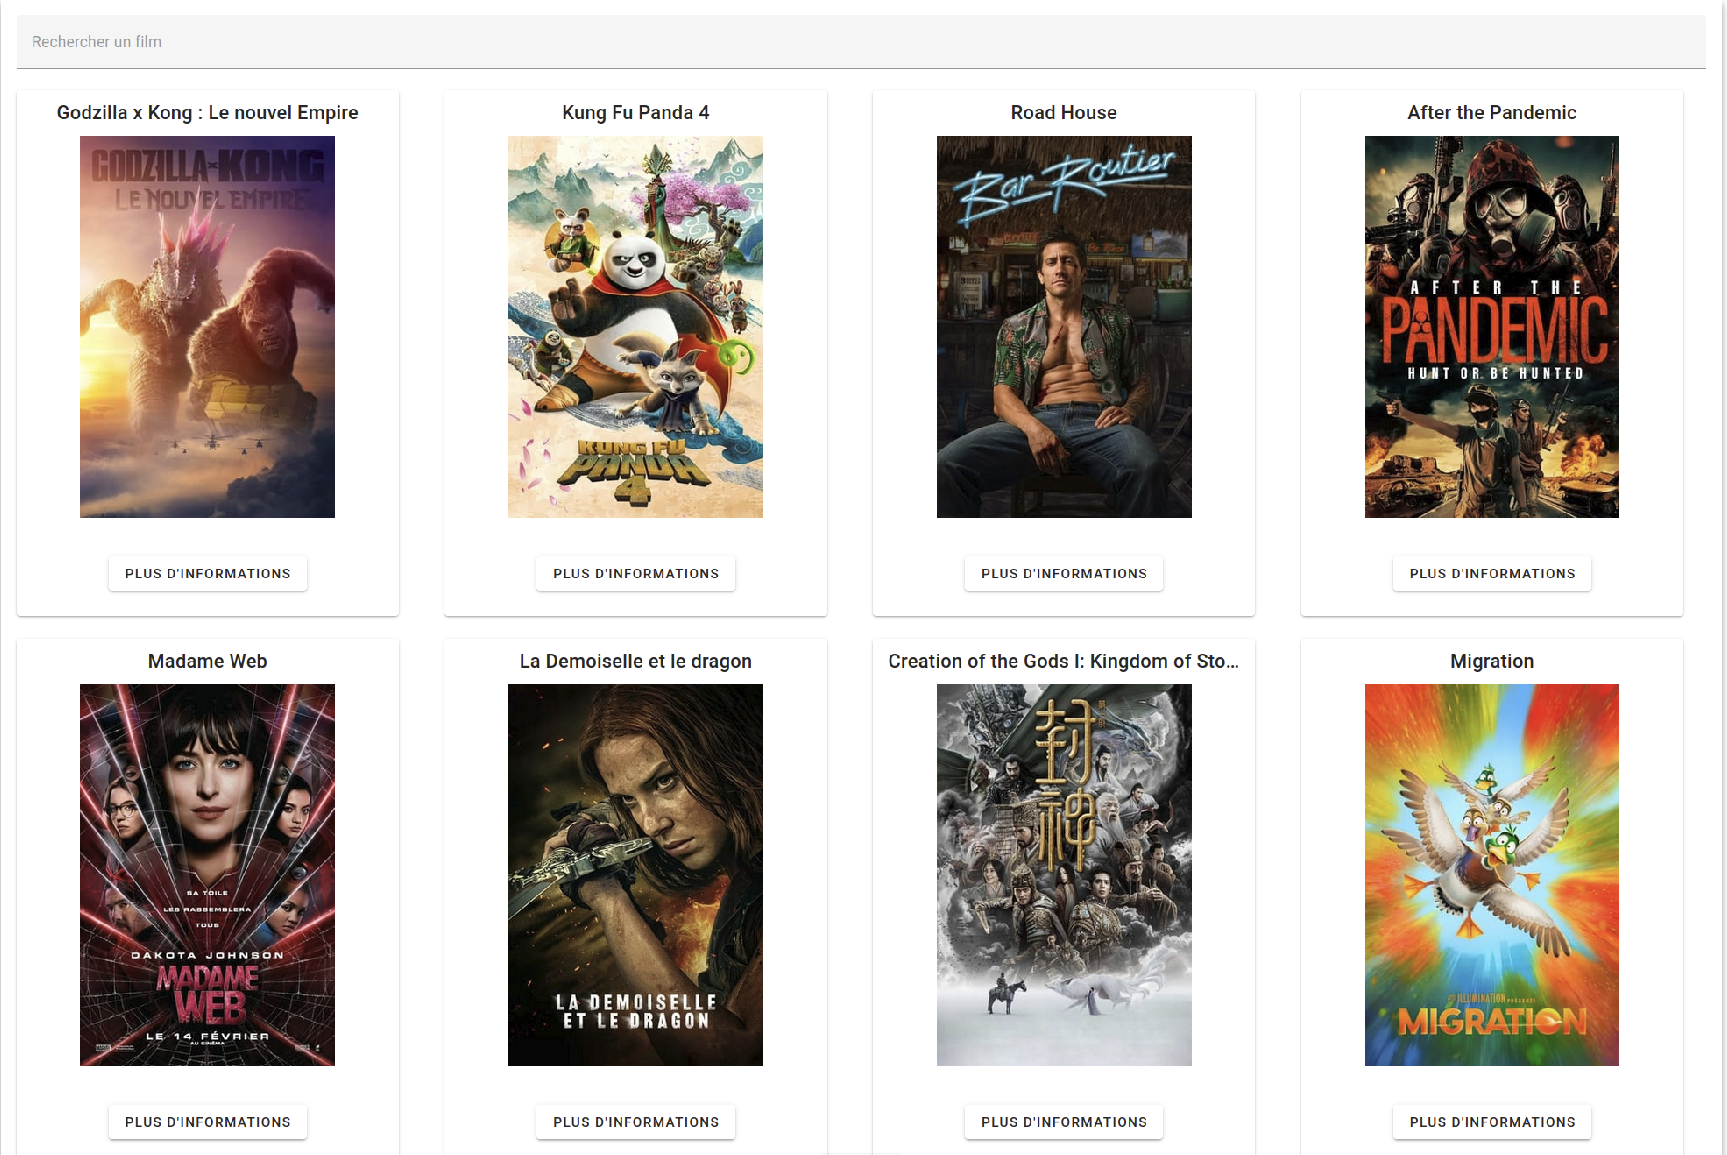 Rechercher un film
Godzilla x Kong : Le nouvel Empire
Kung Fu Panda 4
Road House
After the Pandemic
GODZILLA x KONG
LE NOUVEL EMPIRE
KUNG FU
PANDA
4
Bar Routier
AFTER THE
PANDEMIC
HUNT OR BE HUNTED
PLUS D'INFORMATIONS
PLUS D'INFORMATIONS
PLUS D'INFORMATIONS
PLUS D'INFORMATIONS
Madame Web
La Demoiselle et le dragon
Creation of the Gods I: Kingdom of Sto...
Migration
SA TOILE
LES RASSEMBLERA
TOUS
DAKOTA JOHNSON
MADAME
WEB
LE 14 FÉVRIER
AU CINÉMA
LA DEMOISELLE
ET LE DRAGON
封
神
ILLUMINATION PRÉSENTE
MIGRATION
PLUS D'INFORMATIONS
PLUS D'INFORMATIONS
PLUS D'INFORMATIONS
PLUS D'INFORMATIONS